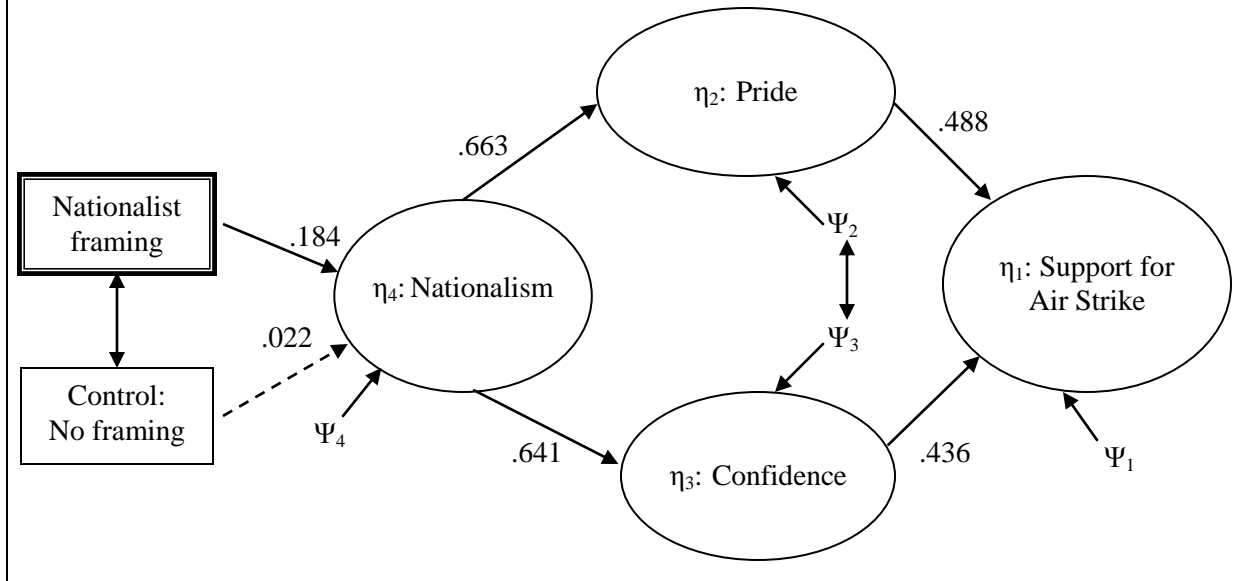 η₂: Pride
.488
.663
Nationalist
framing
.184
Ψ₂
η₄: Nationalism
η₁: Support for
Air Strike
.022
Ψ₃
Control:
No framing
Ψ₄
.641
η₃: Confidence
.436
Ψ₁